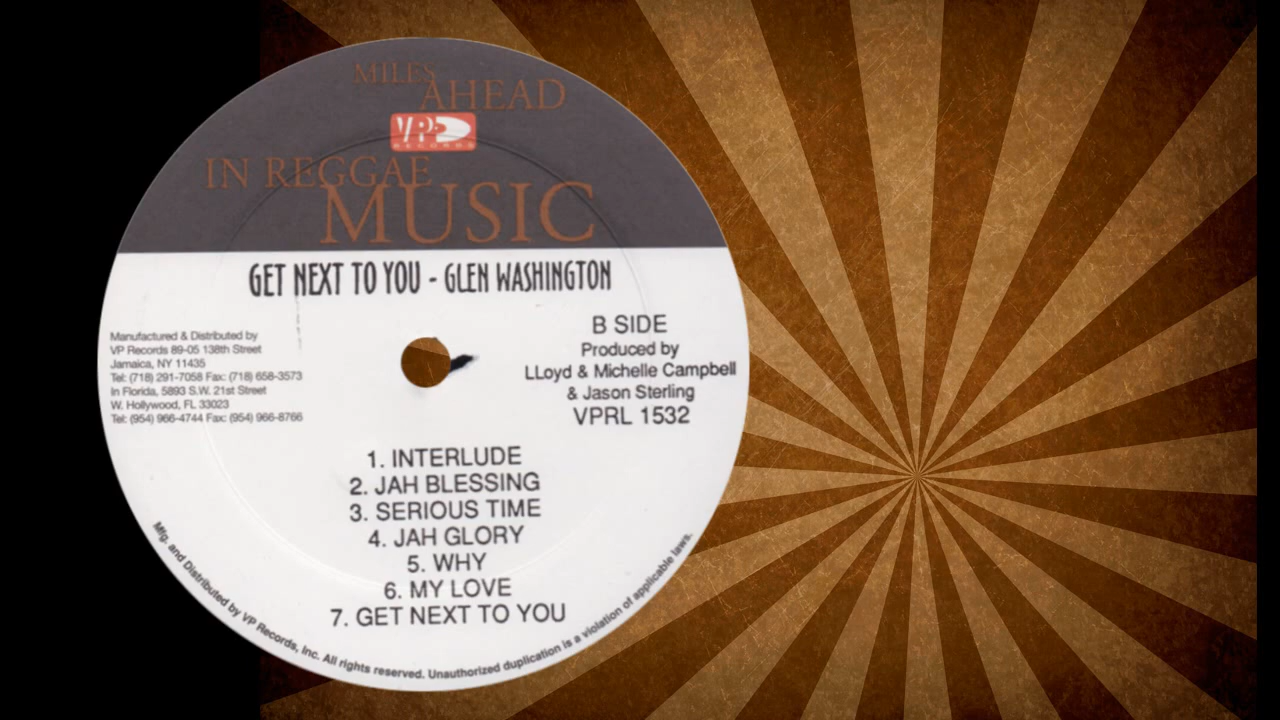 MILES
AHEAD
VP
RECORDS
IN REGGAE
MUSIC
GET NEXT TO YOU - GLEN WASHINGTON
Manufactured & Distributed by
VP Records 89-05 138th Street
Jamaica, NY 11435
Tel: (718) 291-7058 Fax: (718) 658-3573
In Florida, 5893 S.W. 21st Street
W. Hollywood, FL 33023
Tel: (954) 966-4744 Fax: (954) 966-8766
B SIDE
Produced by
LLoyd & Michelle Campbell
& Jason Sterling
VPRL 1532
1. INTERLUDE
2. JAH BLESSING
3. SERIOUS TIME
4. JAH GLORY
5. WHY
6. MY LOVE
7. GET NEXT TO YOU
Mfg. and Distributed by VP Records, Inc. All rights reserved. Unauthorized duplication is a violation of applicable laws.